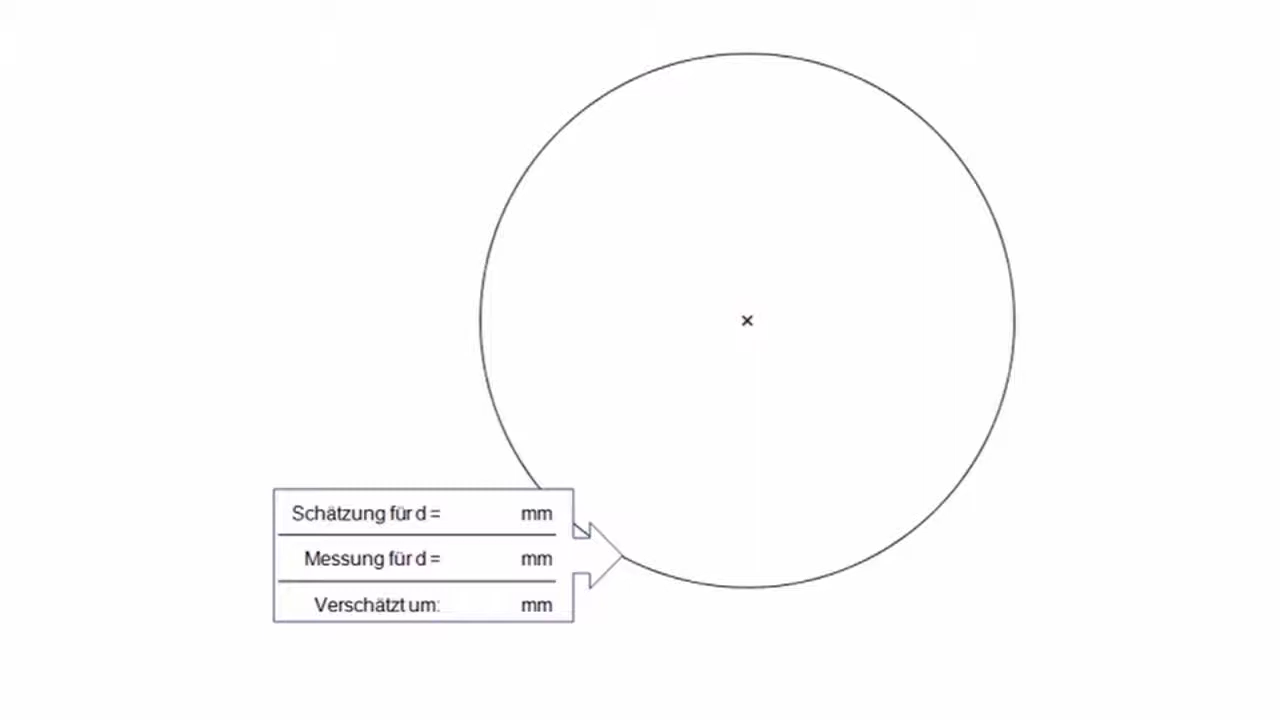 Schätzung für d = mm
Messung für d = mm
Verschätzt um: mm